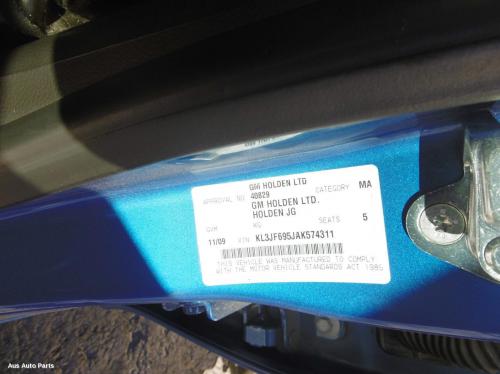 GM HOLDEN LTD
APPROVAL NO. 40829 CATEGORY MA
GM HOLDEN LTD.
HOLDEN JG
GVM KG SEATS 5
11/09 VIN KL3JF695JAK574311
THIS VEHICLE WAS MANUFACTURED TO COMPLY
WITH THE MOTOR VEHICLE STANDARDS ACT 1989
Aus Auto Parts